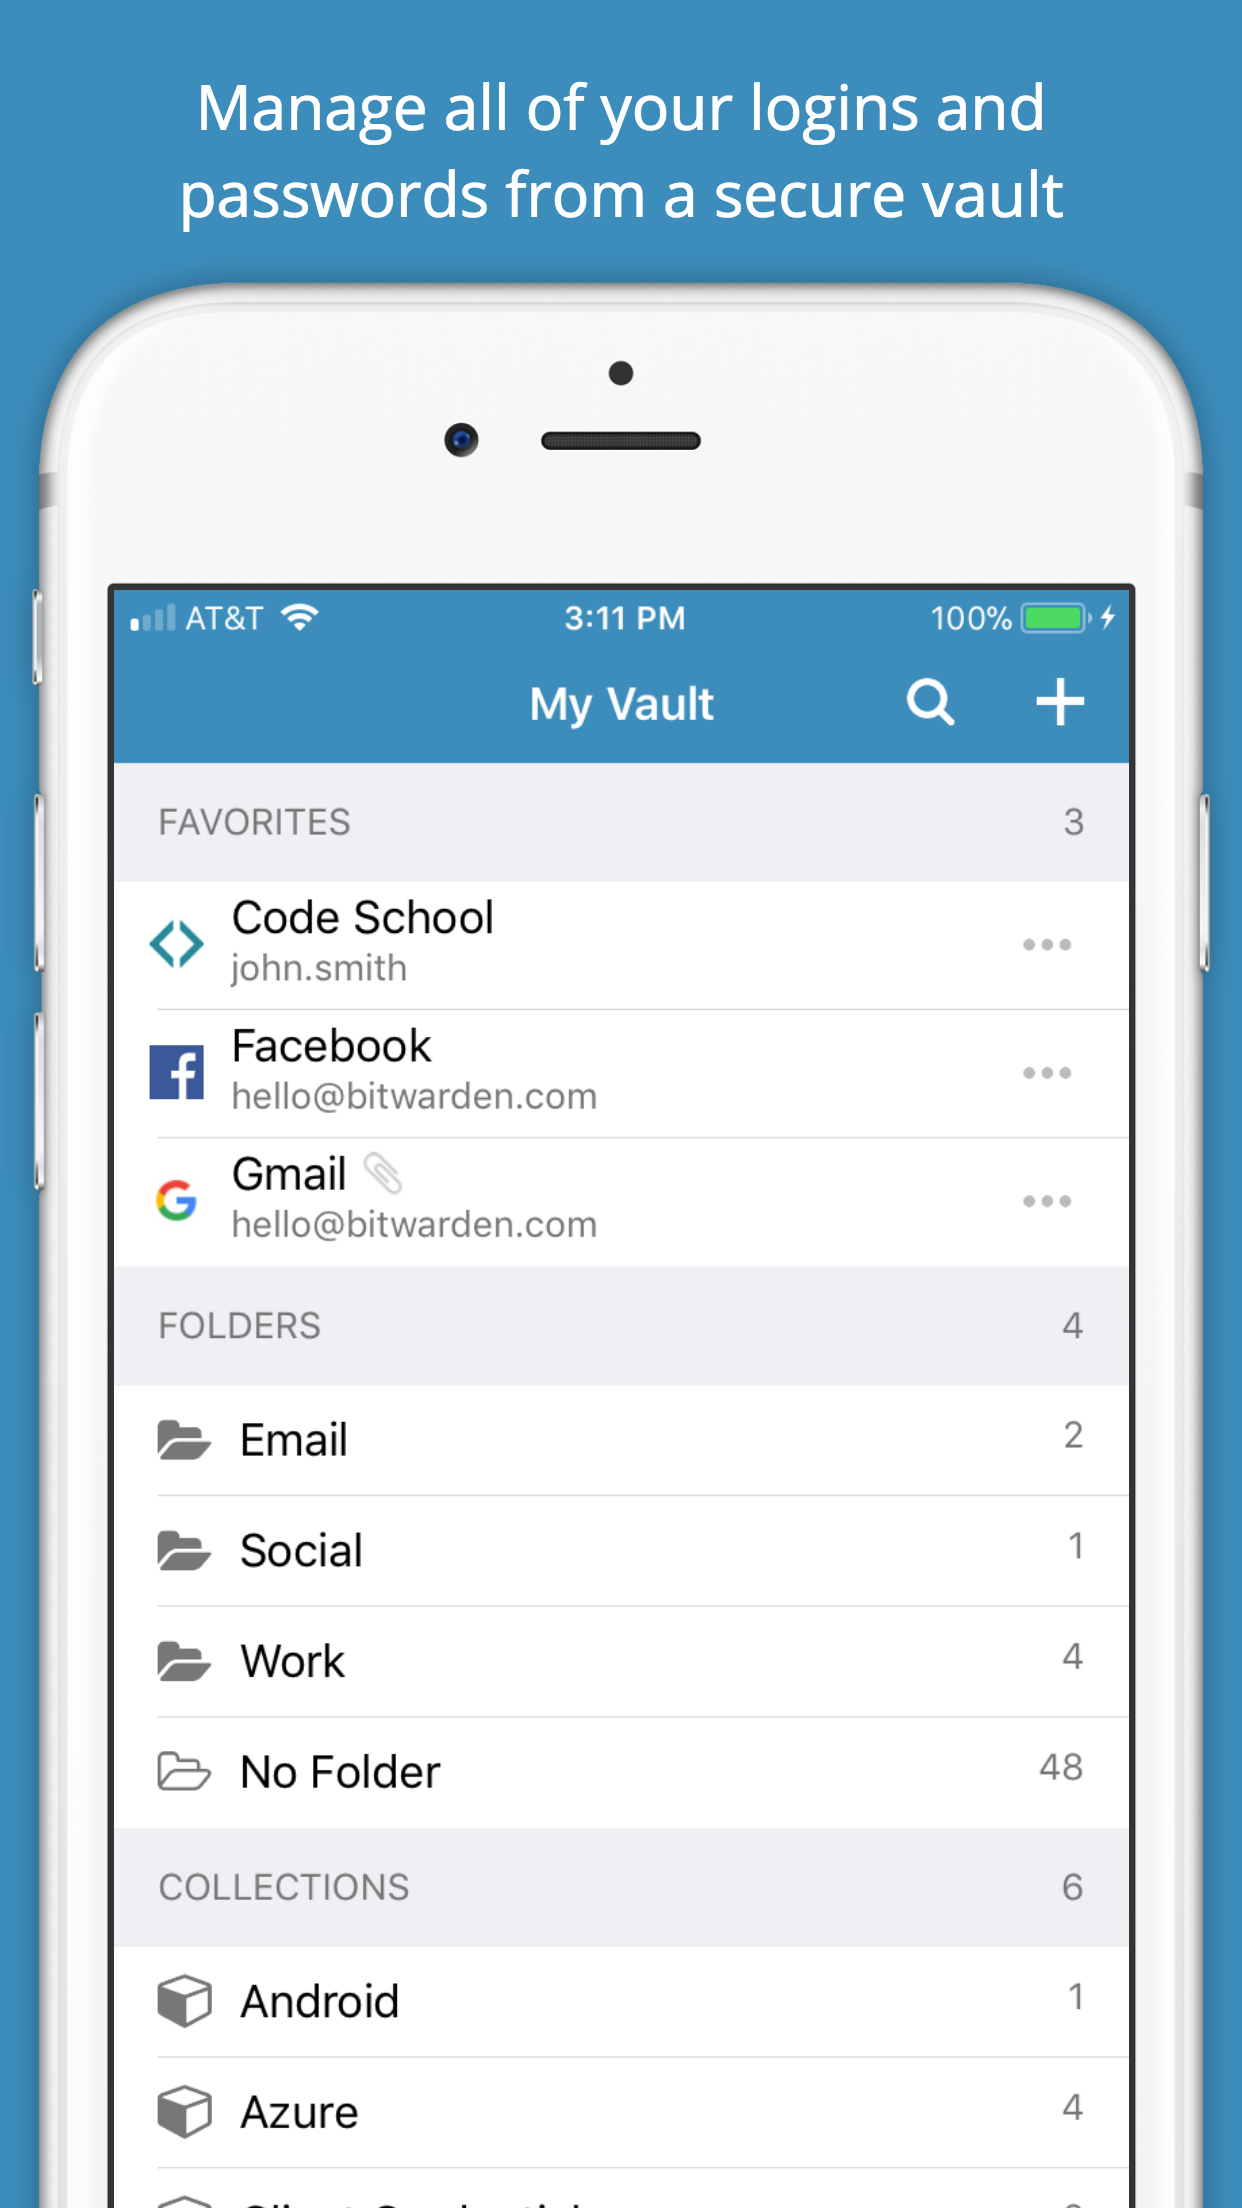 Manage all of your logins and
passwords from a secure vault
AT&T 3:11 PM 100%
My Vault
FAVORITES 3
Code School
john.smith
Facebook
hello@bitwarden.com
Gmail
hello@bitwarden.com
FOLDERS 4
Email 2
Social 1
Work 4
No Folder 48
COLLECTIONS 6
Android 1
Azure 4